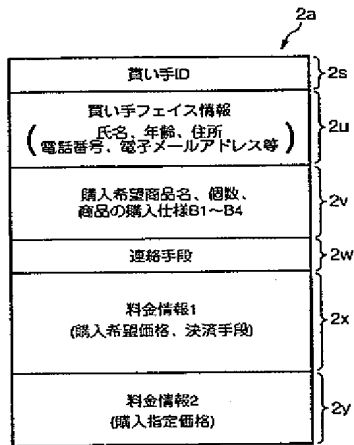 2a
買い手ID
2s
買い手フェイス情報
(氏名、年齢、住所
電話番号、電子メールアドレス等)
2u
購入希望商品名、個数、
商品の購入仕様B1～B4
2v
連絡手段
2w
料金情報1
(購入希望価格、決済手段)
2x
料金情報2
(購入指定価格)
2y